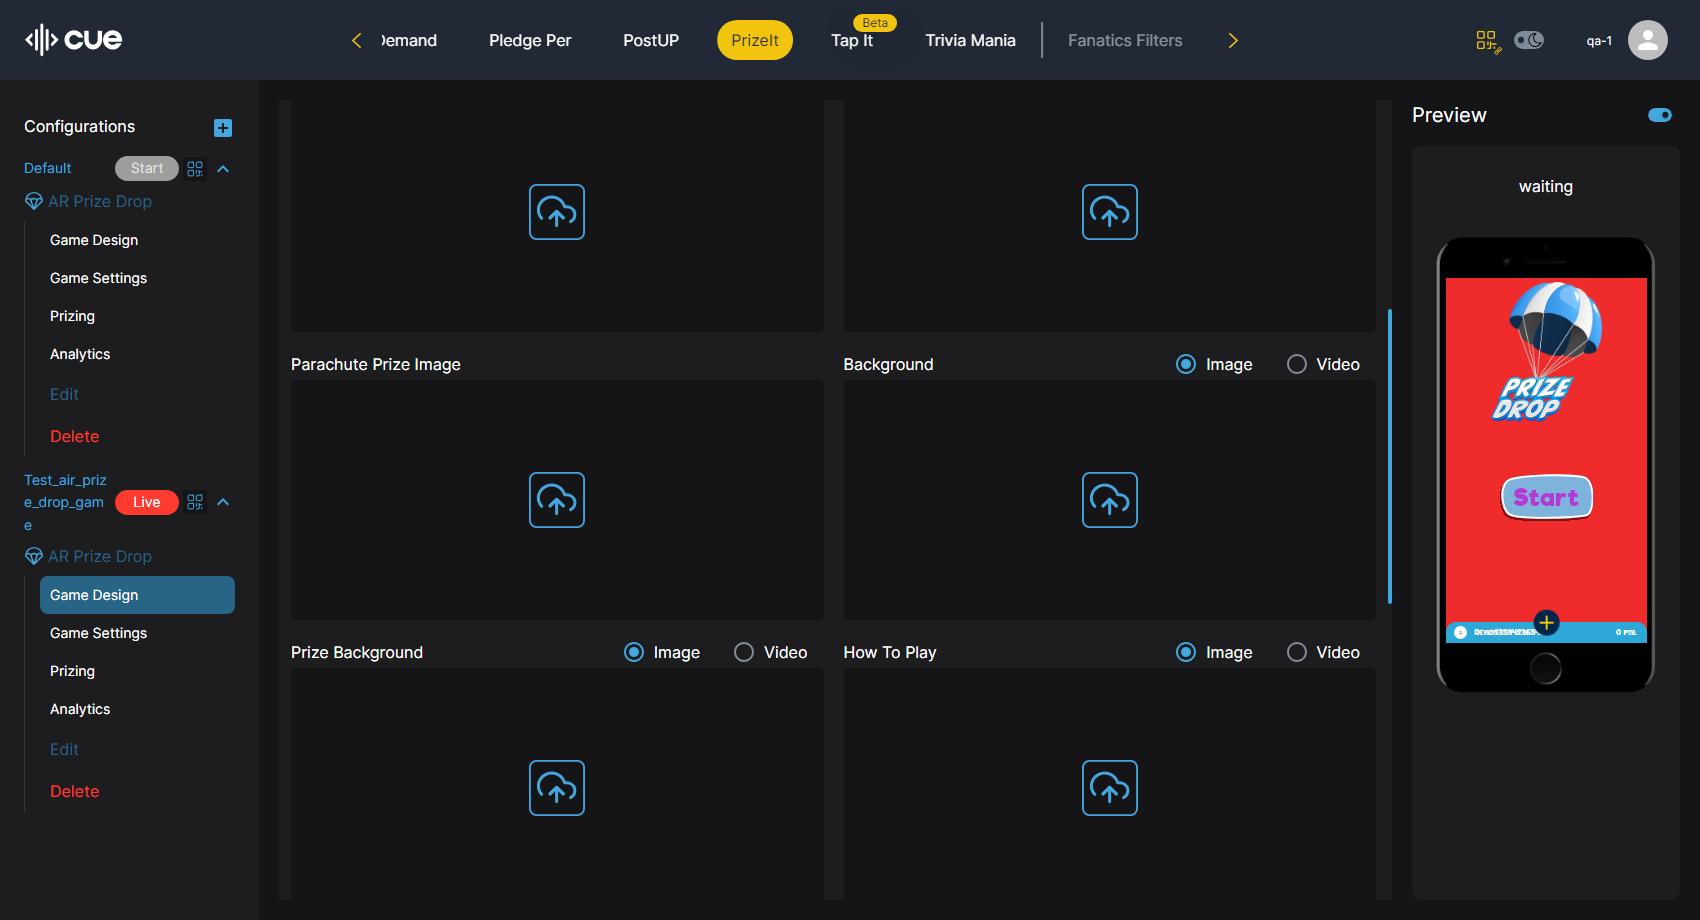 cue
Demand
Pledge Per
PostUP
PrizeIt
Beta
Tap It
Trivia Mania
Fanatics Filters
qa-1
Configurations
Default
Start
AR Prize Drop
Game Design
Game Settings
Prizing
Analytics
Edit
Delete
Test_air_priz
e_drop_gam
e
Live
AR Prize Drop
Game Design
Game Settings
Prizing
Analytics
Edit
Delete
Parachute Prize Image
Background
Image
Video
Prize Background
Image
Video
How To Play
Image
Video
Preview
waiting
PRIZE
DROP
Start
0 PTS.